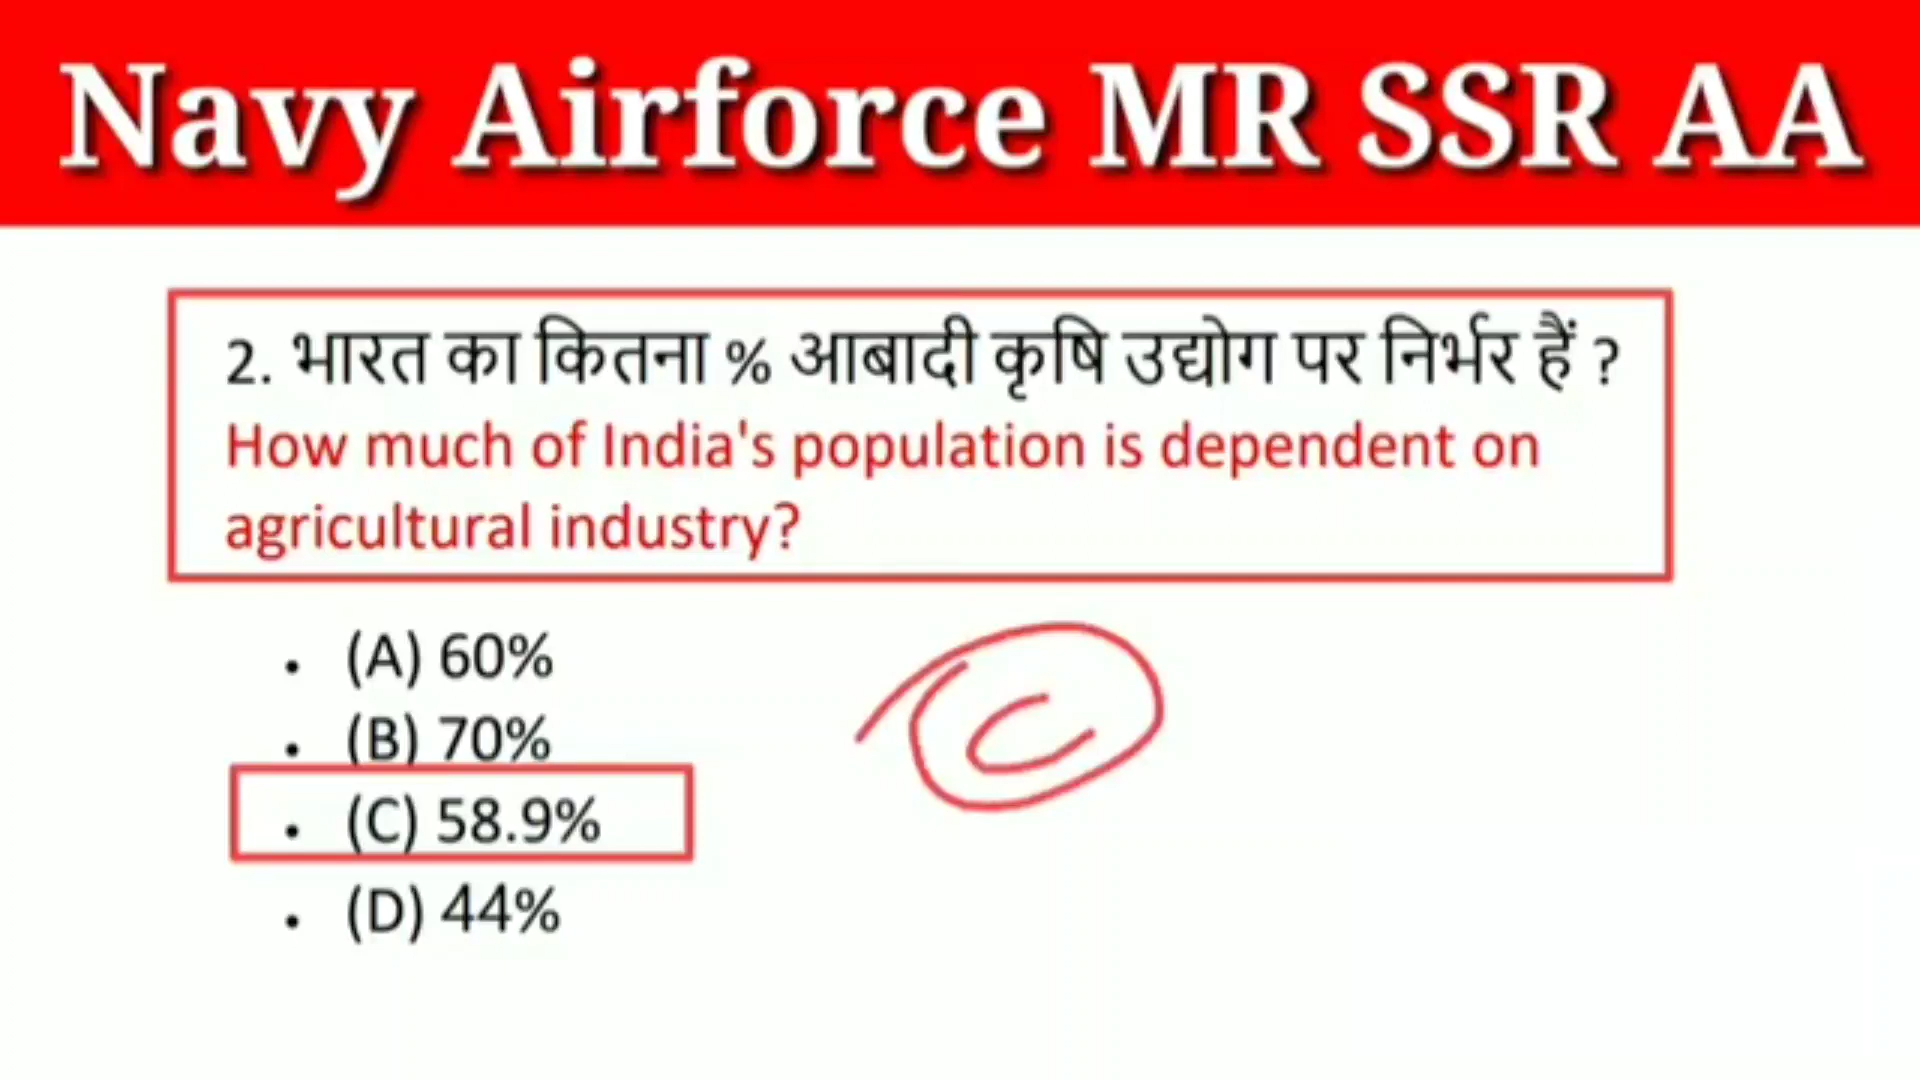 Navy Airforce MR SSR AA
2. भारत का कितना % आबादी कृषि उद्योग पर निर्भर हैं ?
How much of India's population is dependent on
agricultural industry?
• (A) 60%
• (B) 70%
• (C) 58.9%
• (D) 44%
C